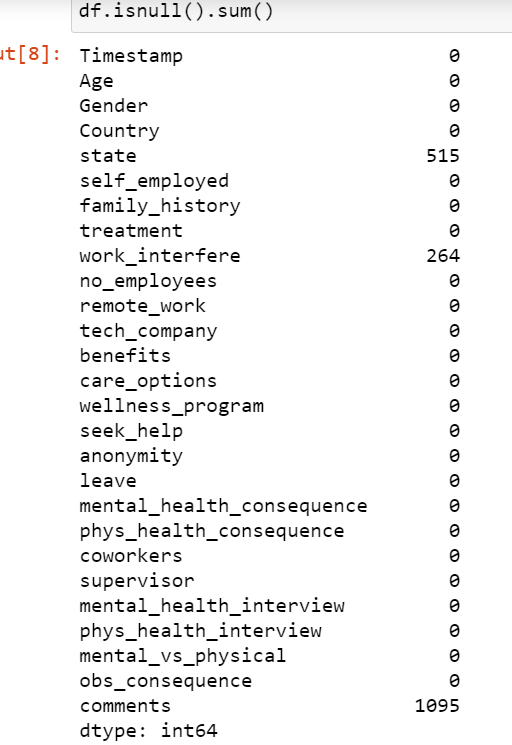 df.isnull().sum()
ut[8]: Timestamp 0
Age 0
Gender 0
Country 0
state 515
self_employed 0
family_history 0
treatment 0
work_interfere 264
no_employees 0
remote_work 0
tech_company 0
benefits 0
care_options 0
wellness_program 0
seek_help 0
anonymity 0
leave 0
mental_health_consequence 0
phys_health_consequence 0
coworkers 0
supervisor 0
mental_health_interview 0
phys_health_interview 0
mental_vs_physical 0
obs_consequence 0
comments 1095
dtype: int64